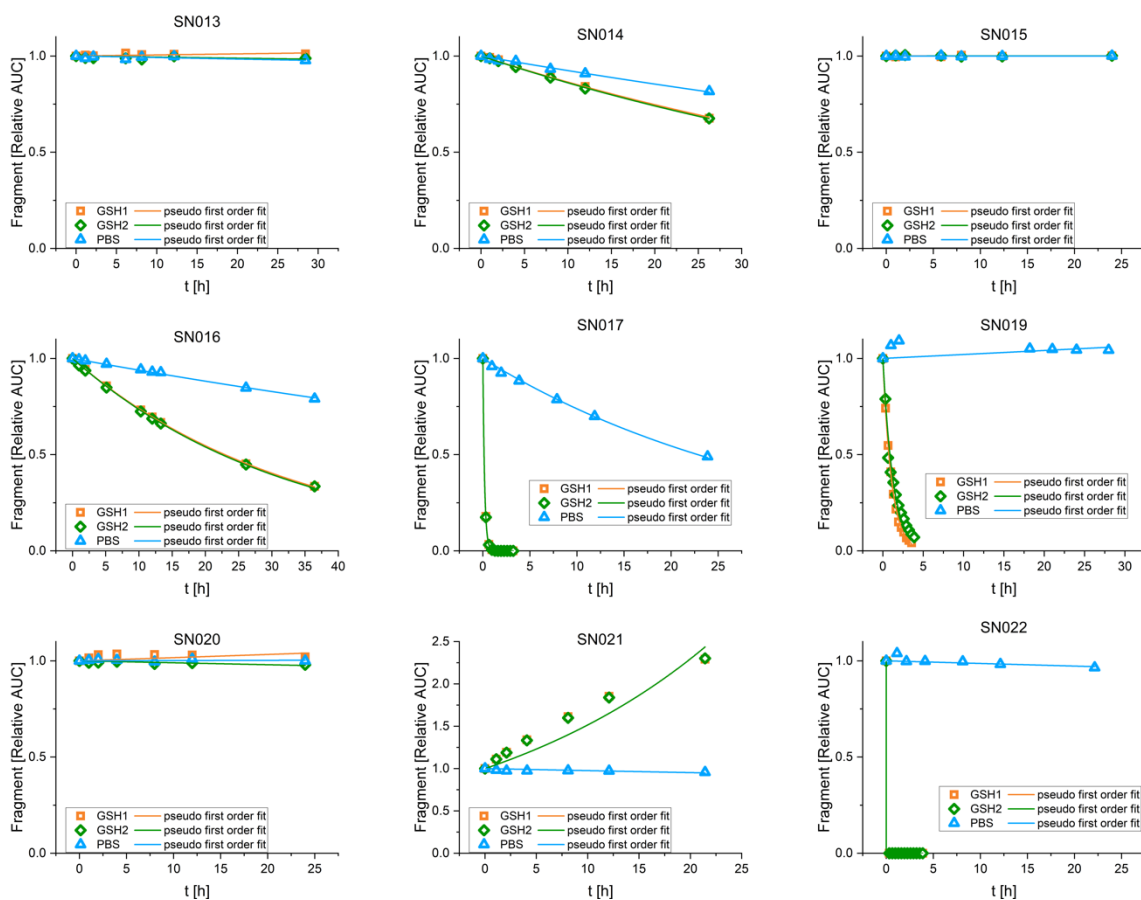 SN013
Fragment [Relative AUC]
1.0
0.5
0.0
GSH1 pseudo first order fit
GSH2 pseudo first order fit
PBS pseudo first order fit
0 5 10 15 20 25 30 35
t [h]
SN014
Fragment [Relative AUC]
1.0
0.5
0.0
GSH1 pseudo first order fit
GSH2 pseudo first order fit
PBS pseudo first order fit
0 5 10 15 20 25 30
t [h]
SN015
Fragment [Relative AUC]
1.0
0.5
0.0
GSH1 pseudo first order fit
GSH2 pseudo first order fit
PBS pseudo first order fit
0 5 10 15 20 25
t [h]
SN016
Fragment [Relative AUC]
1.0
0.5
0.0
GSH1 pseudo first order fit
GSH2 pseudo first order fit
PBS pseudo first order fit
0 5 10 15 20 25 30 35 40
t [h]
SN017
Fragment [Relative AUC]
1.0
0.5
0.0
GSH1 pseudo first order fit
GSH2 pseudo first order fit
PBS pseudo first order fit
0 5 10 15 20 25
t [h]
SN019
Fragment [Relative AUC]
1.0
0.5
0.0
GSH1 pseudo first order fit
GSH2 pseudo first order fit
PBS pseudo first order fit
0 5 10 15 20 25 30
t [h]
SN020
Fragment [Relative AUC]
1.0
0.5
0.0
GSH1 pseudo first order fit
GSH2 pseudo first order fit
PBS pseudo first order fit
0 5 10 15 20 25
t [h]
SN021
Fragment [Relative AUC]
2.5
2.0
1.5
1.0
0.5
0.0
GSH1 pseudo first order fit
GSH2 pseudo first order fit
PBS pseudo first order fit
0 5 10 15 20 25
t [h]
SN022
Fragment [Relative AUC]
1.0
0.5
0.0
GSH1 pseudo first order fit
GSH2 pseudo first order fit
PBS pseudo first order fit
0 5 10 15 20 25
t [h]